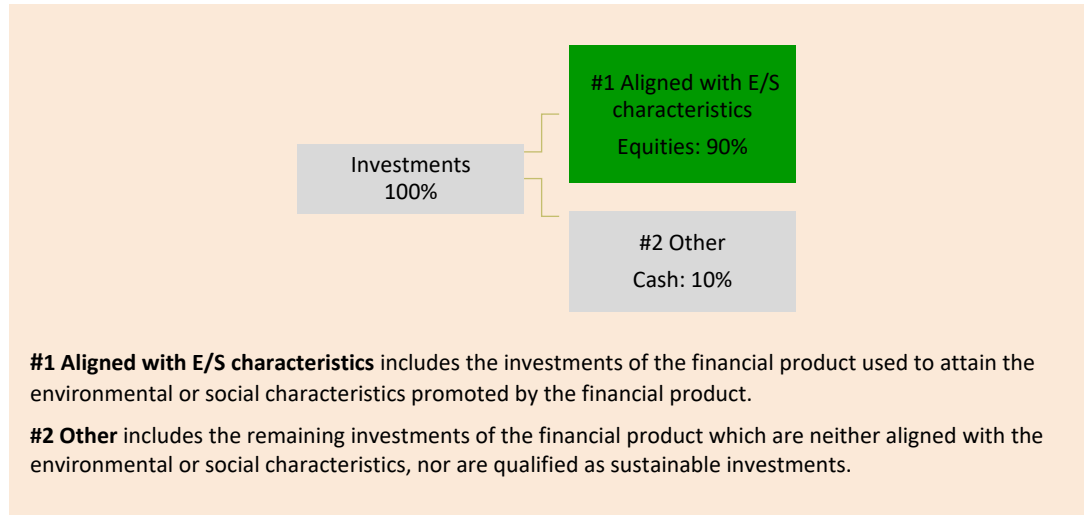 #1 Aligned with E/S
characteristics
Equities: 90%
Investments
100%
#2 Other
Cash: 10%
#1 Aligned with E/S characteristics includes the investments of the financial product used to attain the
environmental or social characteristics promoted by the financial product.
#2 Other includes the remaining investments of the financial product which are neither aligned with the
environmental or social characteristics, nor are qualified as sustainable investments.